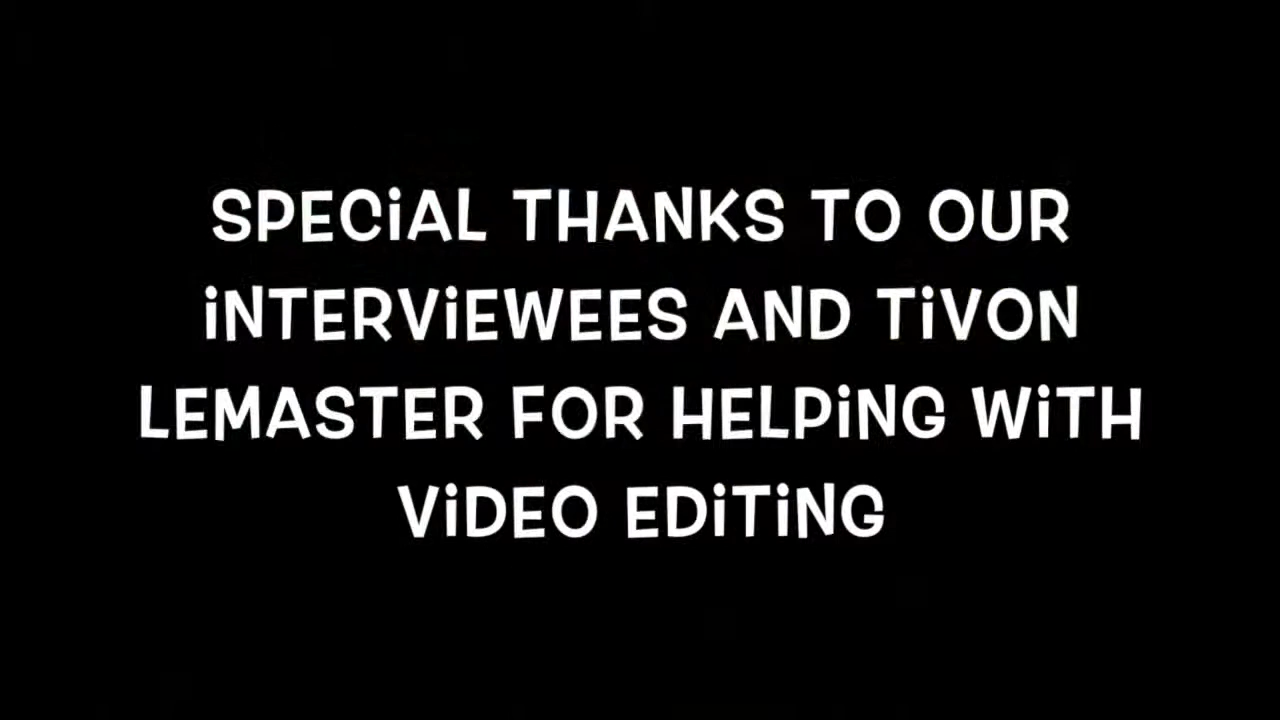 SPECiAL THANKS TO OUR
iNTERViEWEES AND TiVON
LEMASTER FOR HELPiNG WiTH
ViDEO EDiTiNG